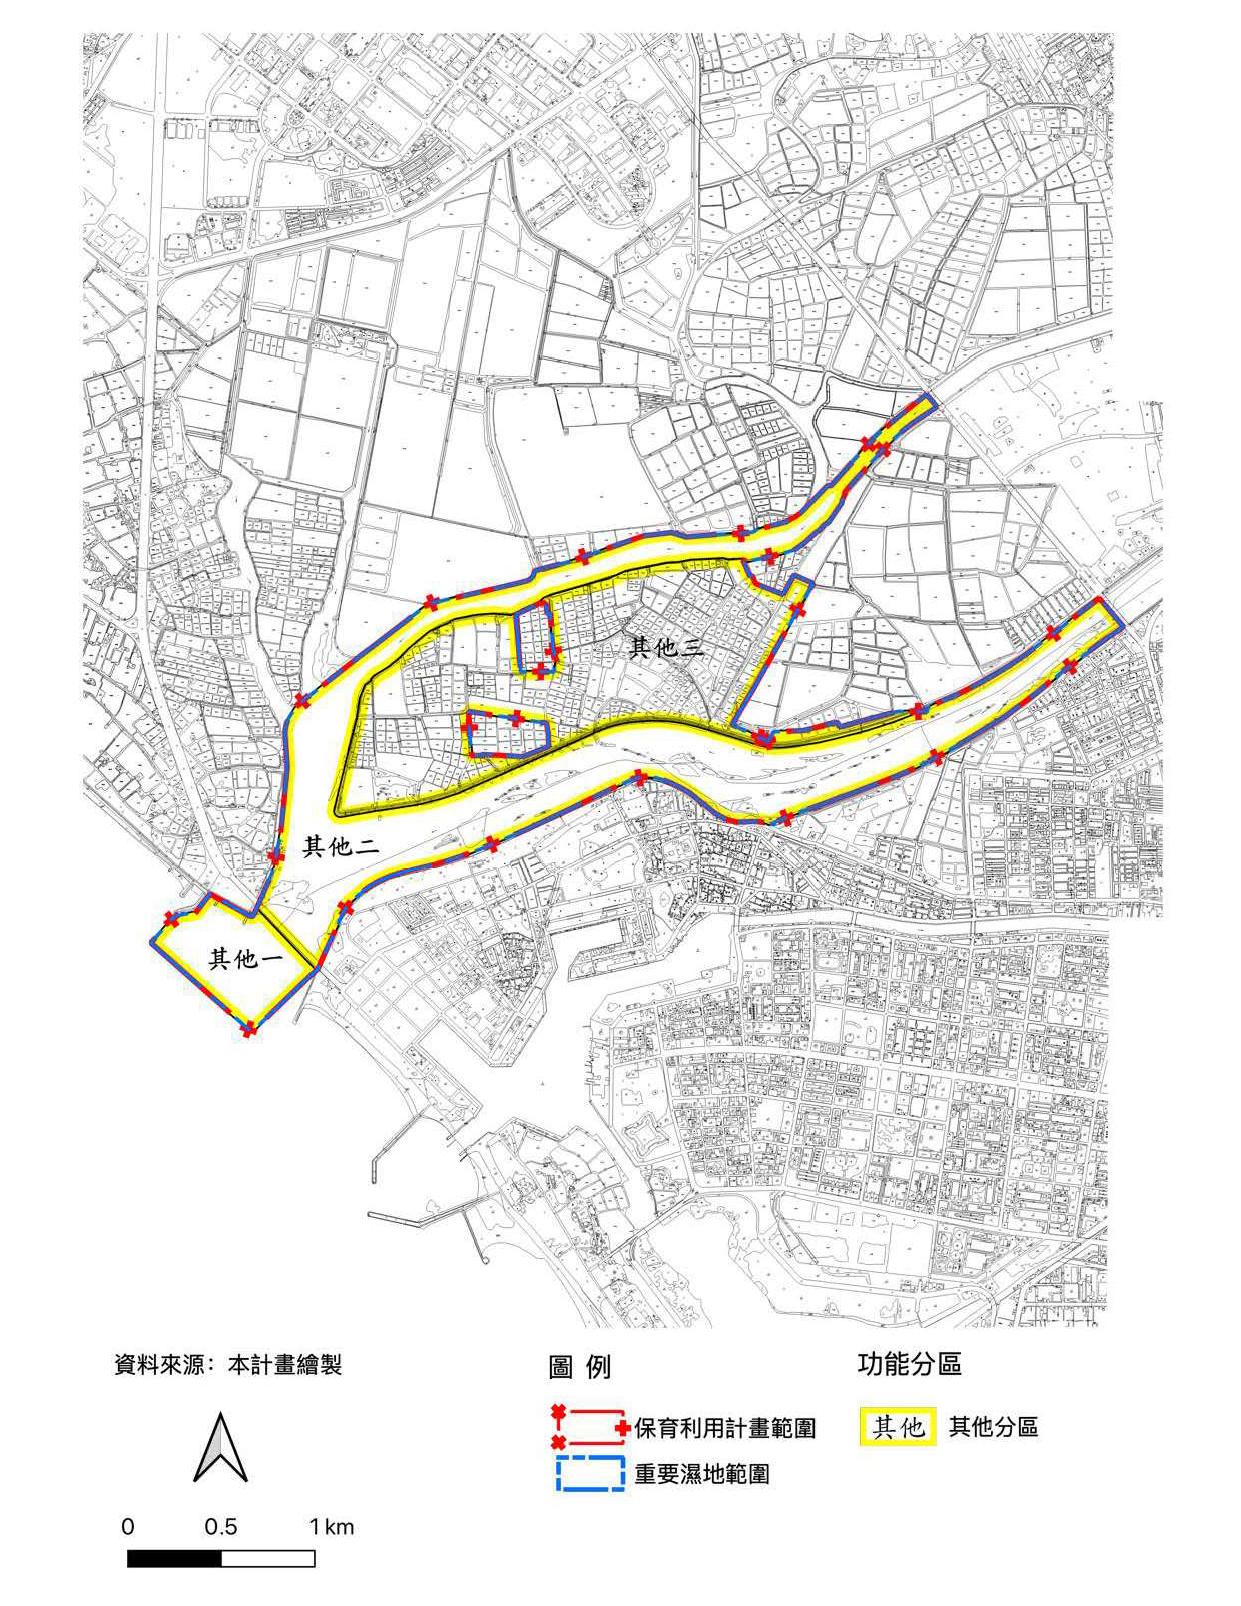 其他三
其他二
其他一
資料來源：本計畫繪製
圖 例
功能分區
保育利用計畫範圍
其他 其他分區
重要濕地範圍
0 0.5 1 km